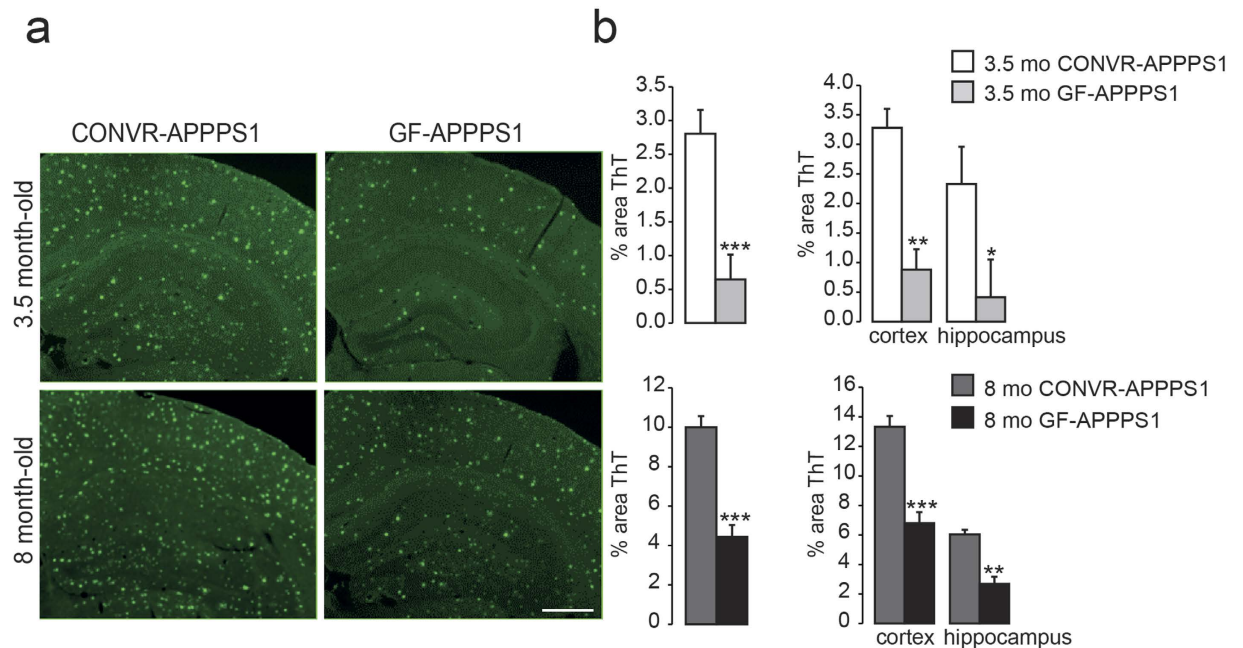 a
CONVR-APPPS1 GF-APPPS1
3.5 month-old
8 month-old
b
% area ThT
3.5
3.0
2.5
2.0
1.5
1.0
0.5
0.0
***
3.5 mo CONVR-APPPS1
3.5 mo GF-APPPS1
% area ThT
4.0
3.5
3.0
2.5
2.0
1.5
1.0
0.5
0.0
**
*
cortex hippocampus
% area ThT
12
10
8
6
4
2
0
***
8 mo CONVR-APPPS1
8 mo GF-APPPS1
% area ThT
16
14
12
10
8
6
4
2
0
***
**
cortex hippocampus